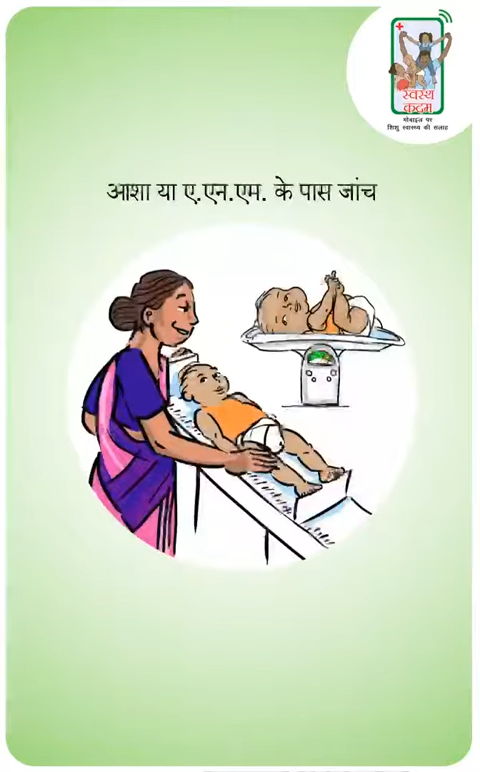 स्वस्थ
कदम
मोबाइल पर
शिशु स्वास्थ्य की सलाह
आशा या ए.एन.एम. के पास जांच